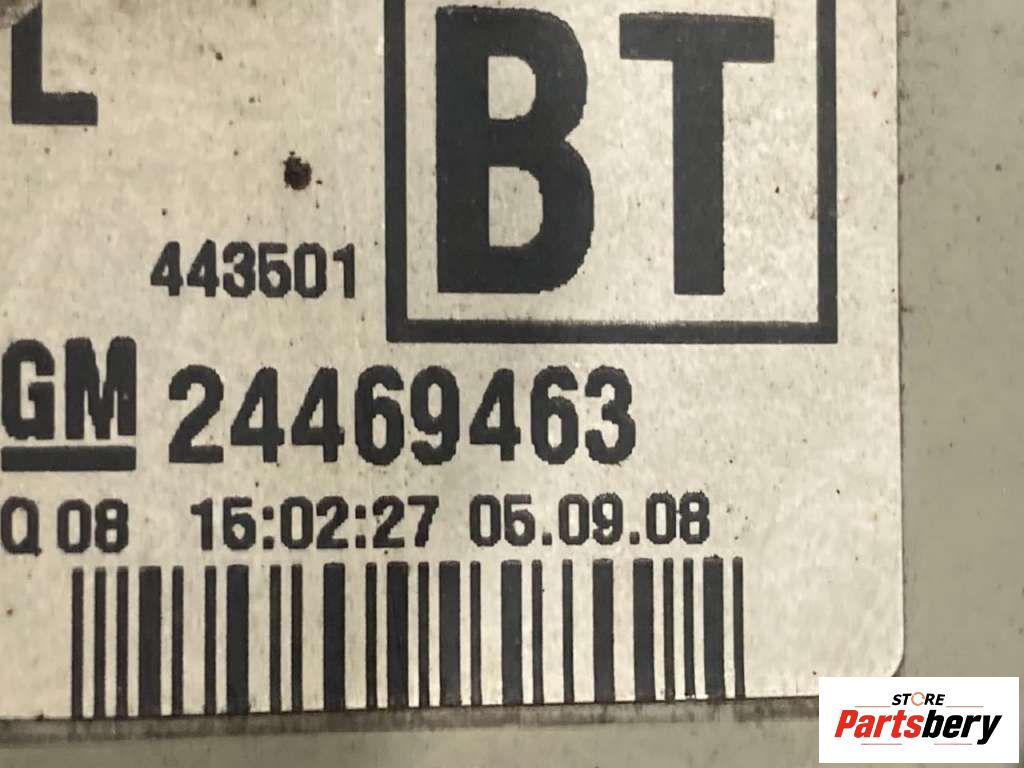 L
BT
443501
GM 24469463
Q 08 15:02:27 05.09.08
STORE
Partsbery